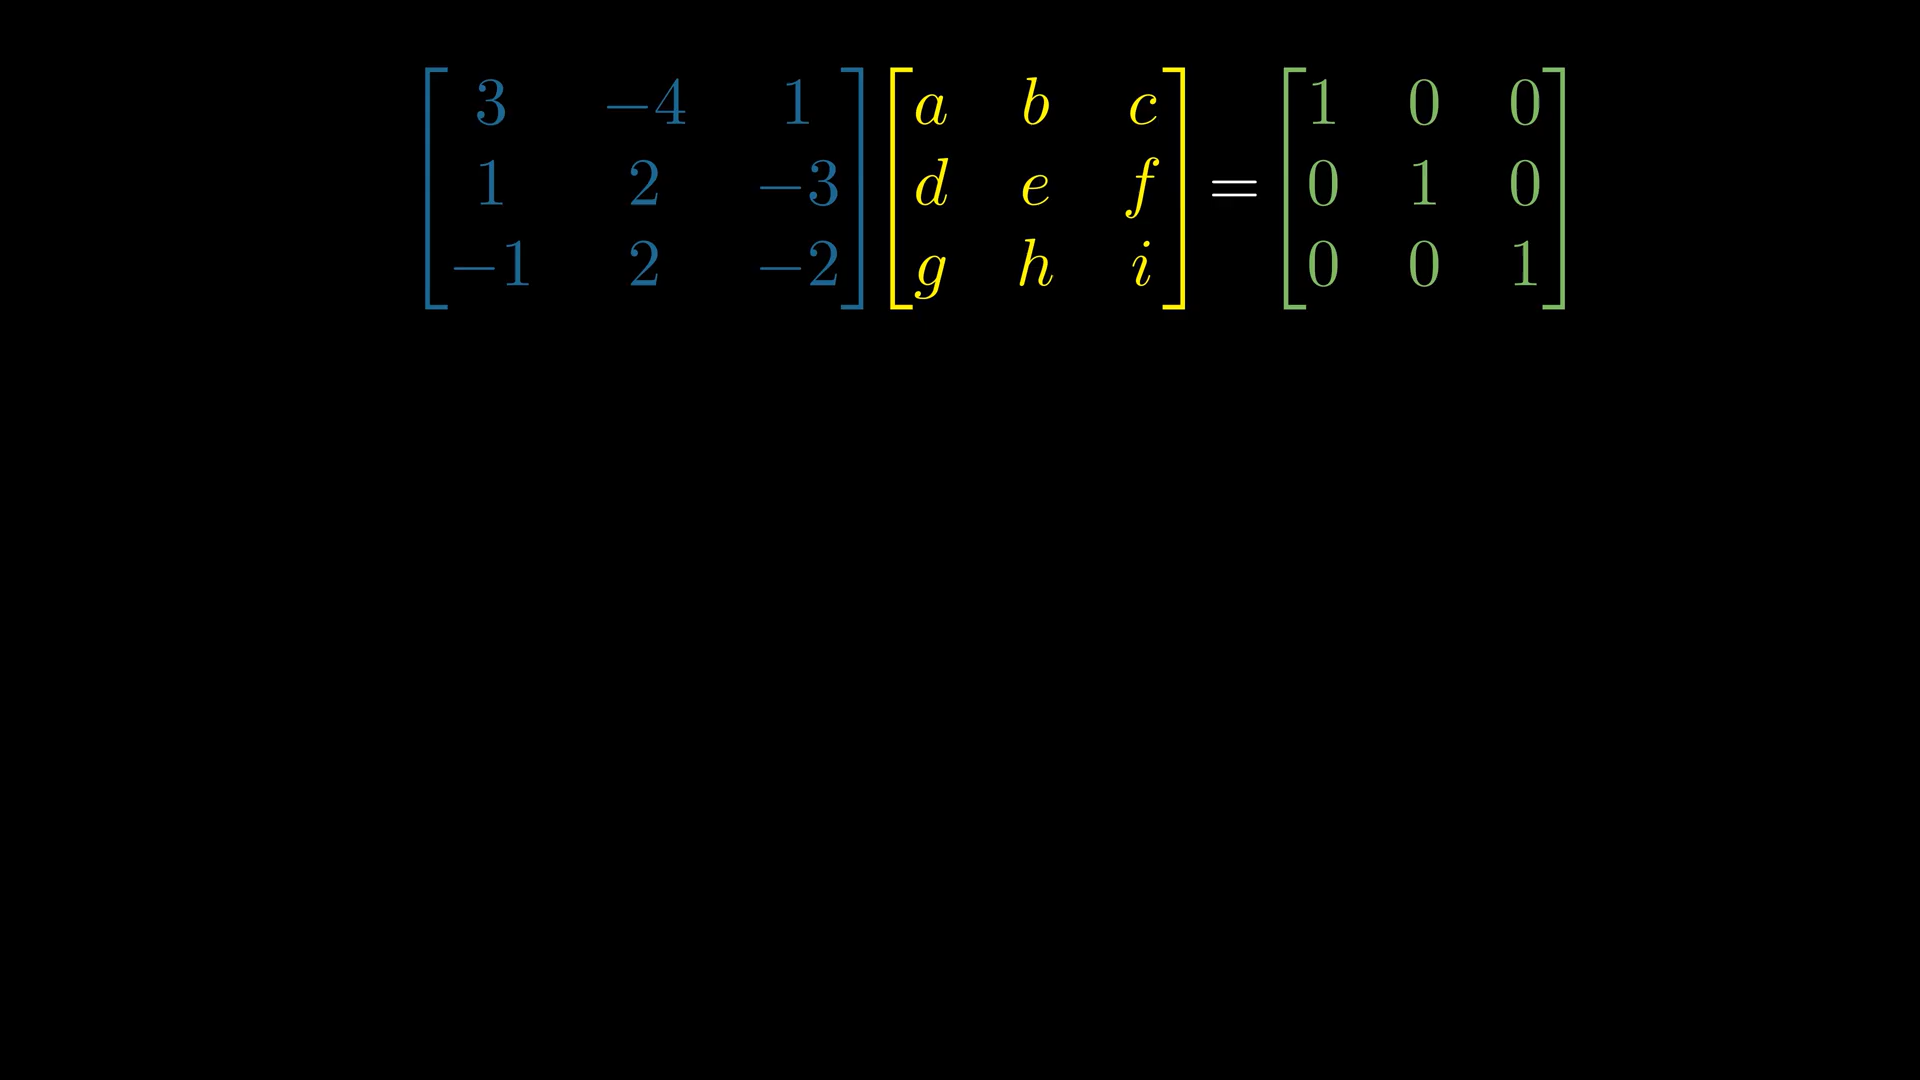 3 −4 1 a b c 1 0 0
1 2 −3 d e f = 0 1 0
−1 2 −2 g h i 0 0 1